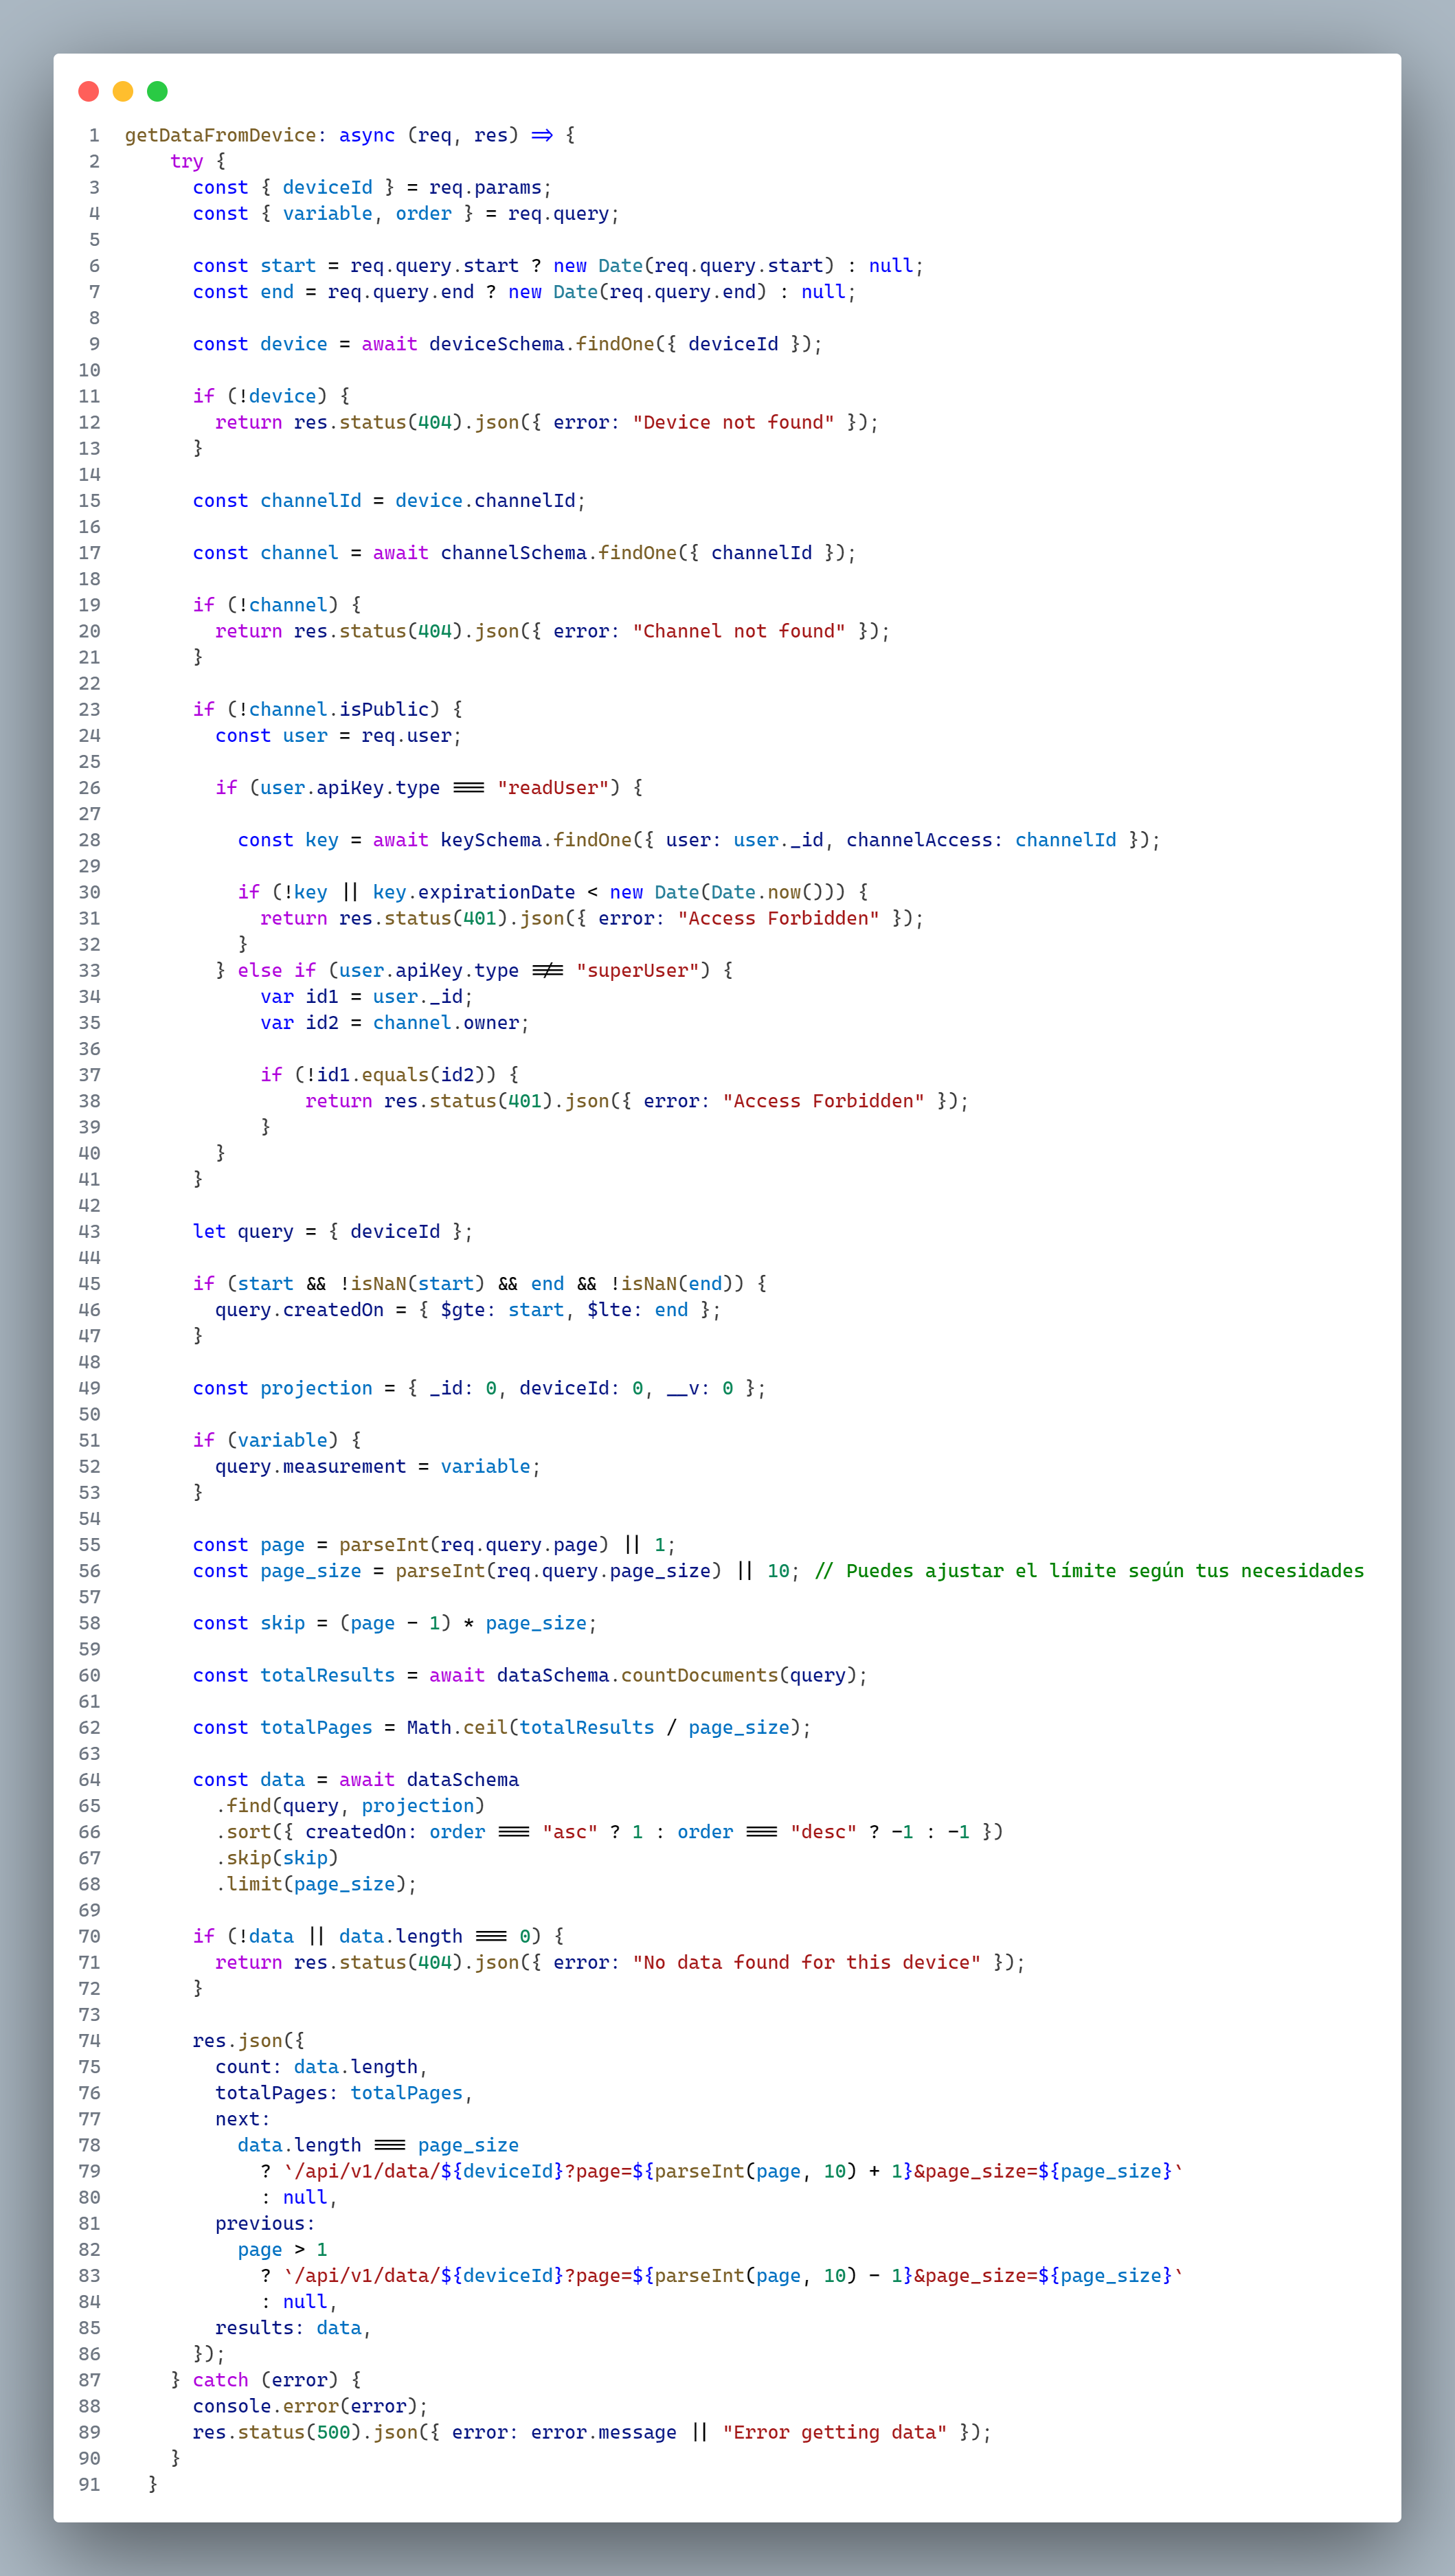 1 getDataFromDevice: async (req, res) => {
2     try {
3       const { deviceId } = req.params;
4       const { variable, order } = req.query;
5
6       const start = req.query.start ? new Date(req.query.start) : null;
7       const end = req.query.end ? new Date(req.query.end) : null;
8
9       const device = await deviceSchema.findOne({ deviceId });
10
11       if (!device) {
12         return res.status(404).json({ error: "Device not found" });
13       }
14
15       const channelId = device.channelId;
16
17       const channel = await channelSchema.findOne({ channelId });
18
19       if (!channel) {
20         return res.status(404).json({ error: "Channel not found" });
21       }
22
23       if (!channel.isPublic) {
24         const user = req.user;
25
26         if (user.apiKey.type === "readUser") {
27
28           const key = await keySchema.findOne({ user: user._id, channelAccess: channelId });
29
30           if (!key || key.expirationDate < new Date(Date.now())) {
31             return res.status(401).json({ error: "Access Forbidden" });
32           }
33         } else if (user.apiKey.type !== "superUser") {
34             var id1 = user._id;
35             var id2 = channel.owner;
36
37             if (!id1.equals(id2)) {
38                 return res.status(401).json({ error: "Access Forbidden" });
39             }
40         }
41       }
42
43       let query = { deviceId };
44
45       if (start && !isNaN(start) && end && !isNaN(end)) {
46         query.createdOn = { $gte: start, $lte: end };
47       }
48
49       const projection = { _id: 0, deviceId: 0, __v: 0 };
50
51       if (variable) {
52         query.measurement = variable;
53       }
54
55       const page = parseInt(req.query.page) || 1;
56       const page_size = parseInt(req.query.page_size) || 10; // Puedes ajustar el límite según tus necesidades
57
58       const skip = (page - 1) * page_size;
59
60       const totalResults = await dataSchema.countDocuments(query);
61
62       const totalPages = Math.ceil(totalResults / page_size);
63
64       const data = await dataSchema
65         .find(query, projection)
66         .sort({ createdOn: order === "asc" ? 1 : order === "desc" ? -1 : -1 })
67         .skip(skip)
68         .limit(page_size);
69
70       if (!data || data.length === 0) {
71         return res.status(404).json({ error: "No data found for this device" });
72       }
73
74       res.json({
75         count: data.length,
76         totalPages: totalPages,
77         next:
78           data.length === page_size
79             ? `/api/v1/data/${deviceId}?page=${parseInt(page, 10) + 1}&page_size=${page_size}`
80             : null,
81         previous:
82           page > 1
83             ? `/api/v1/data/${deviceId}?page=${parseInt(page, 10) - 1}&page_size=${page_size}`
84             : null,
85         results: data,
86       });
87     } catch (error) {
88       console.error(error);
89       res.status(500).json({ error: error.message || "Error getting data" });
90     }
91   }